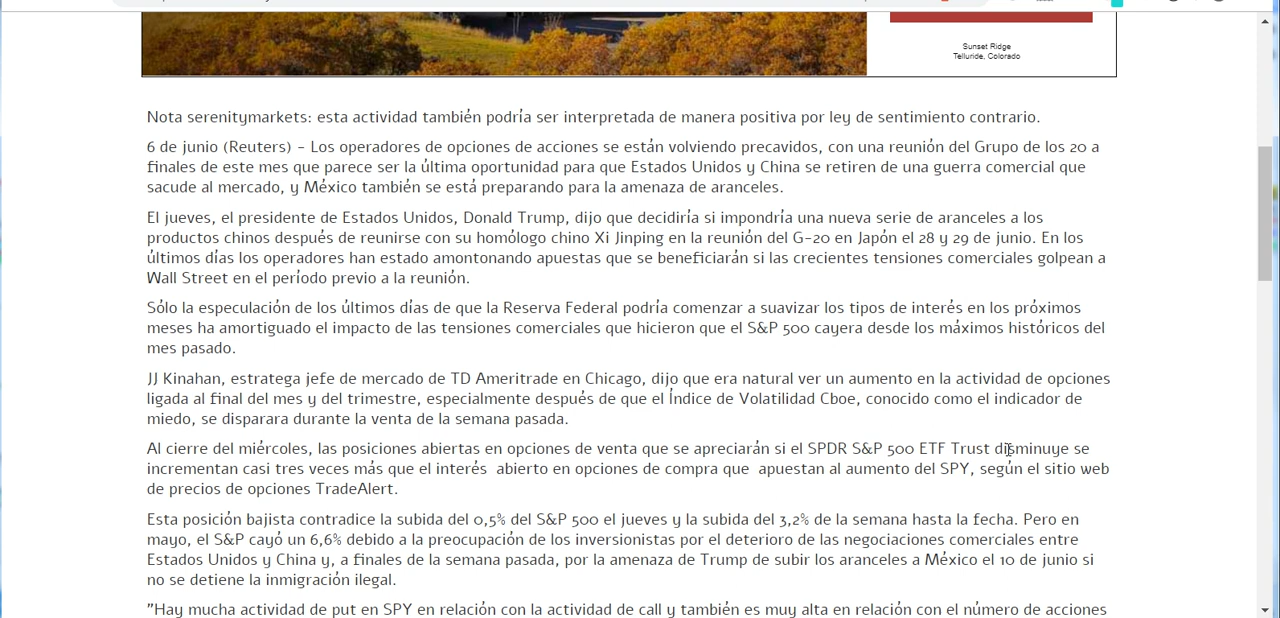 Sunset Ridge
Telluride, Colorado
Nota serenitymarkets: esta actividad también podría ser interpretada de manera positiva por ley de sentimiento contrario.
6 de junio (Reuters) - Los operadores de opciones de acciones se están volviendo precavidos, con una reunión del Grupo de los 20 a
finales de este mes que parece ser la última oportunidad para que Estados Unidos y China se retiren de una guerra comercial que
sacude al mercado, y México también se está preparando para la amenaza de aranceles.
El jueves, el presidente de Estados Unidos, Donald Trump, dijo que decidiría si impondría una nueva serie de aranceles a los
productos chinos después de reunirse con su homólogo chino Xi Jinping en la reunión del G-20 en Japón el 28 y 29 de junio. En los
últimos días los operadores han estado amontonando apuestas que se beneficiarán si las crecientes tensiones comerciales golpean a
Wall Street en el período previo a la reunión.
Sólo la especulación de los últimos días de que la Reserva Federal podría comenzar a suavizar los tipos de interés en los próximos
meses ha amortiguado el impacto de las tensiones comerciales que hicieron que el S&P 500 cayera desde los máximos históricos del
mes pasado.
JJ Kinahan, estratega jefe de mercado de TD Ameritrade en Chicago, dijo que era natural ver un aumento en la actividad de opciones
ligada al final del mes y del trimestre, especialmente después de que el Índice de Volatilidad Cboe, conocido como el indicador de
miedo, se disparara durante la venta de la semana pasada.
Al cierre del miércoles, las posiciones abiertas en opciones de venta que se apreciarán si el SPDR S&P 500 ETF Trust disminuye se
incrementan casi tres veces más que el interés abierto en opciones de compra que apuestan al aumento del SPY, según el sitio web
de precios de opciones TradeAlert.
Esta posición bajista contradice la subida del 0,5% del S&P 500 el jueves y la subida del 3,2% de la semana hasta la fecha. Pero en
mayo, el S&P cayó un 6,6% debido a la preocupación de los inversionistas por el deterioro de las negociaciones comerciales entre
Estados Unidos y China y, a finales de la semana pasada, por la amenaza de Trump de subir los aranceles a México el 10 de junio si
no se detiene la inmigración ilegal.
"Hay mucha actividad de put en SPY en relación con la actividad de call y también es muy alta en relación con el número de acciones